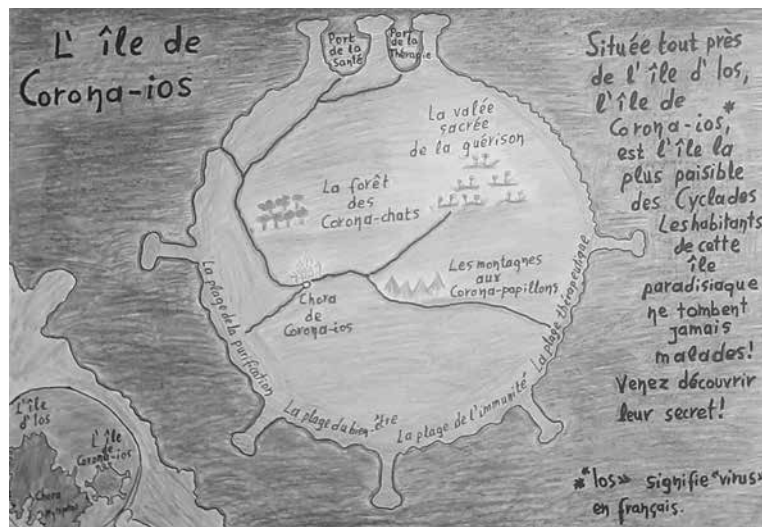 L' île de
Corona-ios
Port
de la
Santé
Port
de la
Thérapie
La valée
sacrée
de la guérison
La forêt
des
Corona-chats
Les montagnes
aux
Corona-papillons
Chora
de
Corona-ios
La plage de la purification
La plage du bien-être
La plage de l'immunité
La plage thérapeutique
Située tout près
de l' île d' Ios,
l'île de
Corona-ios*,
est l'île la
plus paisible
des Cyclades
Les habitants
de cette
île
paradisiaque
ne tombent
jamais
malades!
Venez découvrir
leur secret!
*"Ios» signifie "virus»
en français.
L'île
d' Ios
L'île
de
Corona-ios
Chora